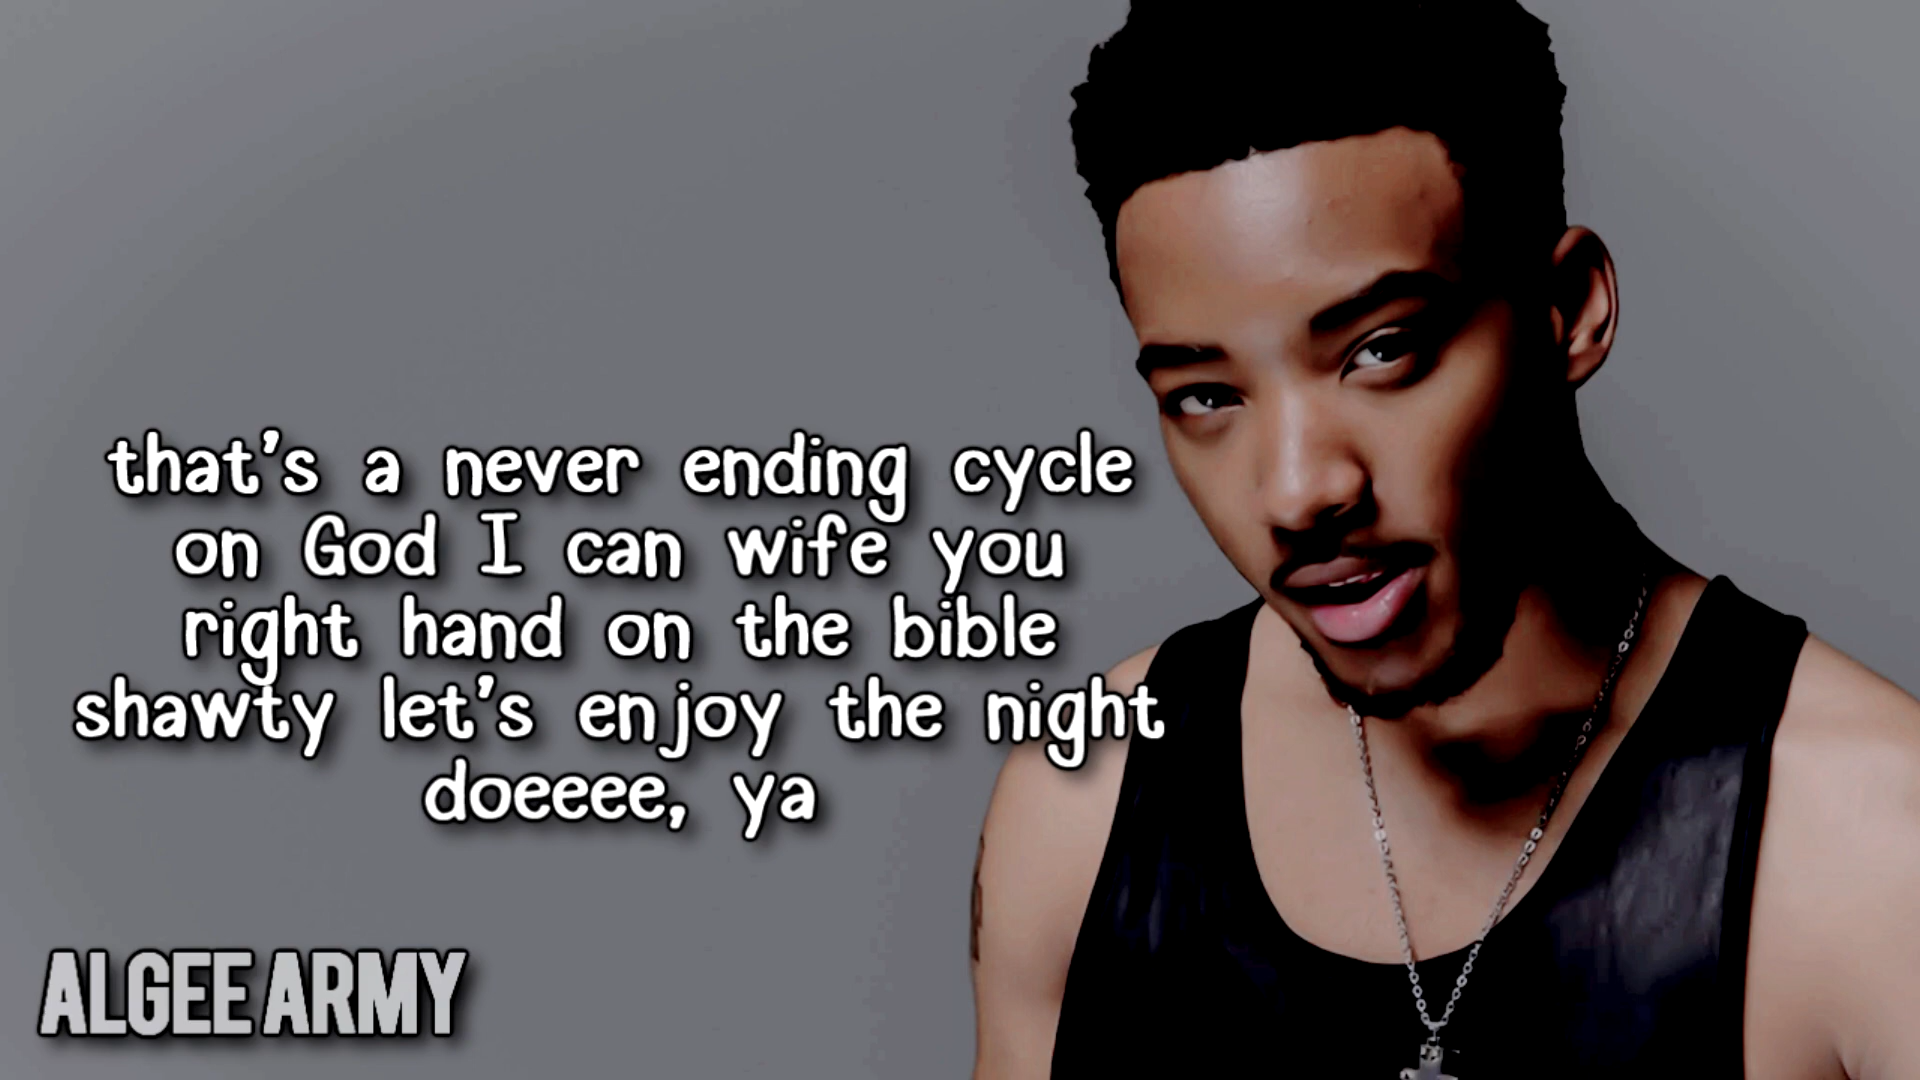 that's a never ending cycle
on God I can wife you
right hand on the bible
shawty let's enjoy the night
doeeee, ya
ALGEE ARMY